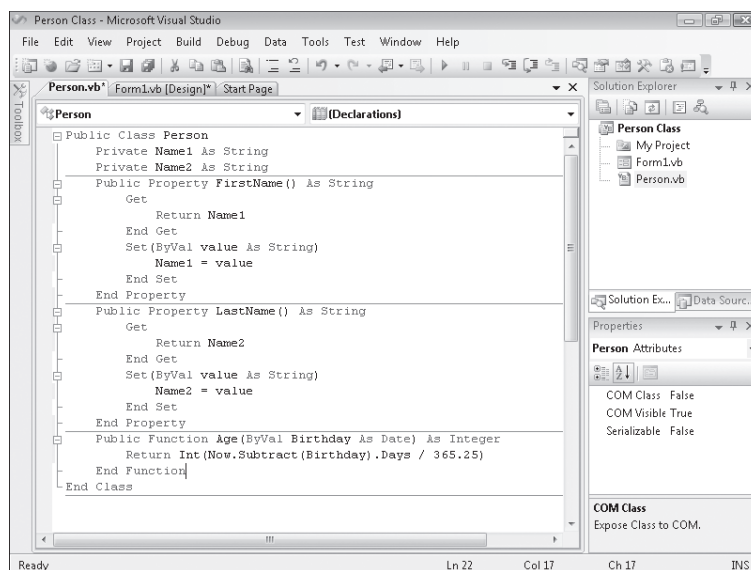 Person Class - Microsoft Visual Studio
File Edit View Project Build Debug Data Tools Test Window Help
Toolbox
Person.vb* Form1.vb [Design]* Start Page
Person (Declarations)
Public Class Person
Private Name1 As String
Private Name2 As String
Public Property FirstName() As String
Get
Return Name1
End Get
Set(ByVal value As String)
Name1 = value
End Set
End Property
Public Property LastName() As String
Get
Return Name2
End Get
Set(ByVal value As String)
Name2 = value
End Set
End Property
Public Function Age(ByVal Birthday As Date) As Integer
Return Int(Now.Subtract(Birthday).Days / 365.25)
End Function
End Class
Solution Explorer
Person Class
My Project
Form1.vb
Person.vb
Solution Ex... Data Sourc...
Properties
Person Attributes
COM Class False
COM Visible True
Serializable False
COM Class
Expose Class to COM.
Ready Ln 22 Col 17 Ch 17 INS